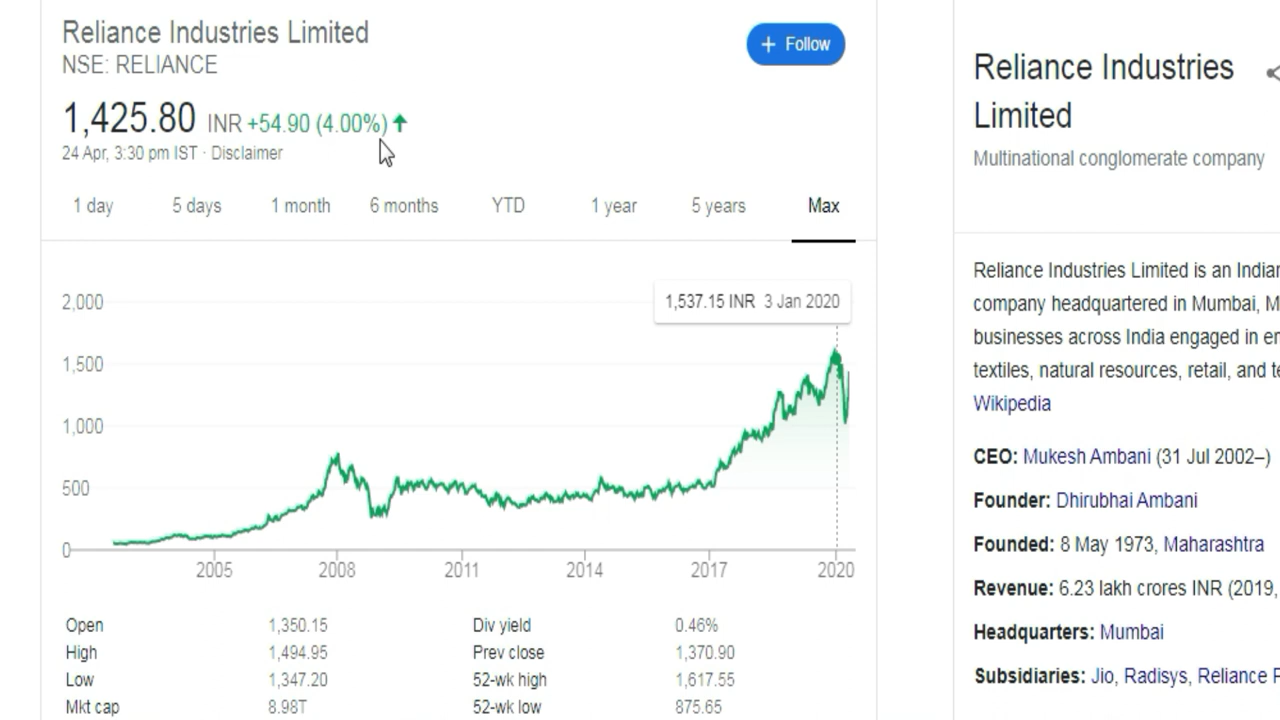 Reliance Industries Limited
NSE: RELIANCE
+ Follow
1,425.80 INR +54.90 (4.00%)
24 Apr, 3:30 pm IST · Disclaimer
1 day 5 days 1 month 6 months YTD 1 year 5 years Max
1,537.15 INR 3 Jan 2020
2,000
1,500
1,000
500
0
2005 2008 2011 2014 2017 2020
Open 1,350.15 Div yield 0.46%
High 1,494.95 Prev close 1,370.90
Low 1,347.20 52-wk high 1,617.55
Mkt cap 8.98T 52-wk low 875.65
Reliance Industries
Limited
Multinational conglomerate company
Reliance Industries Limited is an Indian
company headquartered in Mumbai, M
businesses across India engaged in en
textiles, natural resources, retail, and te
Wikipedia
CEO: Mukesh Ambani (31 Jul 2002–)
Founder: Dhirubhai Ambani
Founded: 8 May 1973, Maharashtra
Revenue: 6.23 lakh crores INR (2019,
Headquarters: Mumbai
Subsidiaries: Jio, Radisys, Reliance P